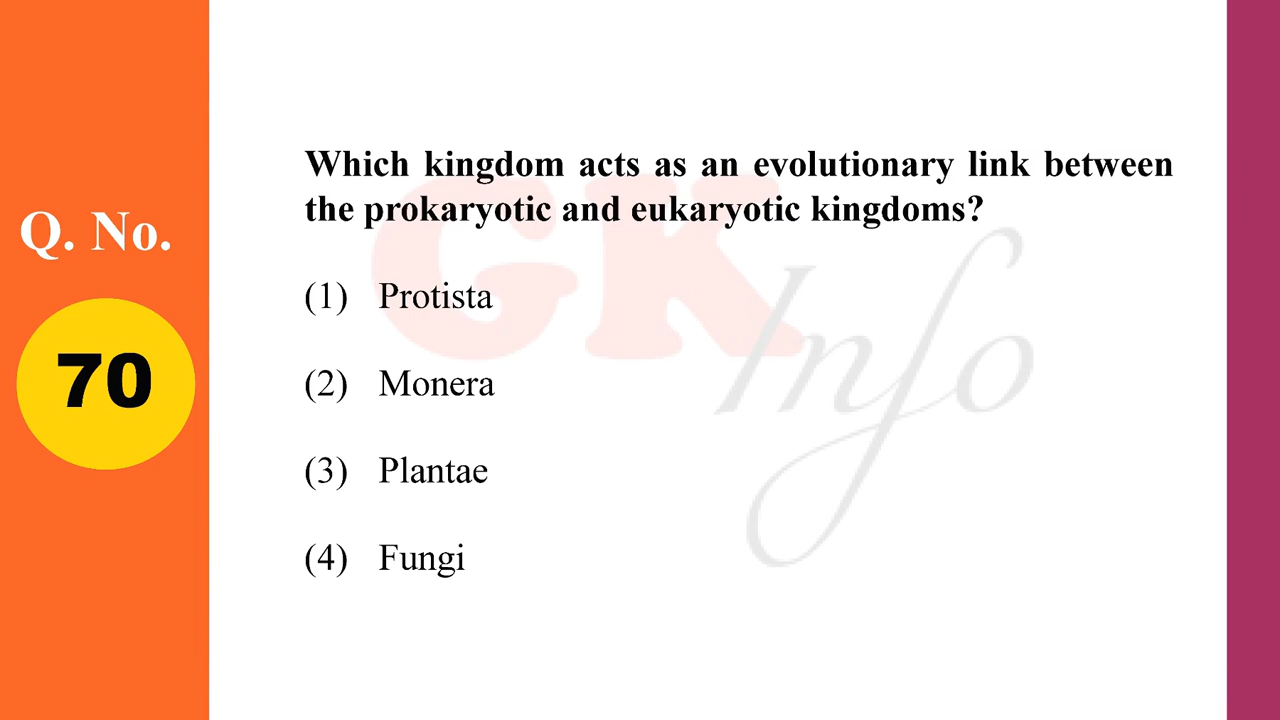 Q. No.
70
Which kingdom acts as an evolutionary link between
the prokaryotic and eukaryotic kingdoms?
(1) Protista
(2) Monera
(3) Plantae
(4) Fungi
GK
Info